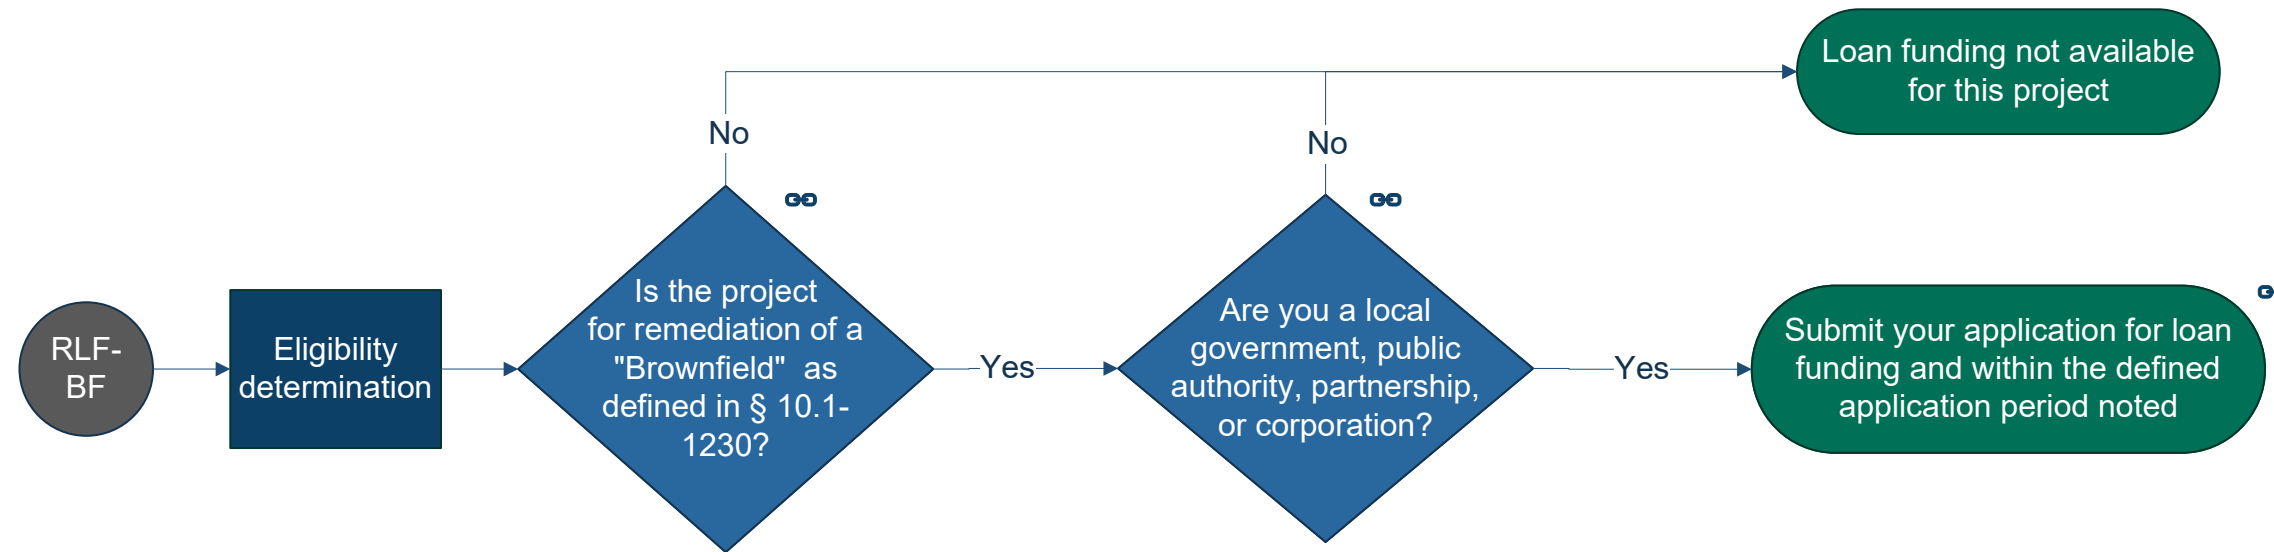 Loan funding not available
for this project
No
No
RLF-
BF
Eligibility
determination
Is the project
for remediation of a
"Brownfield"  as
defined in § 10.1-
1230?
Yes
Are you a local
government, public
authority, partnership,
or corporation?
Yes
Submit your application for loan
funding and within the defined
application period noted